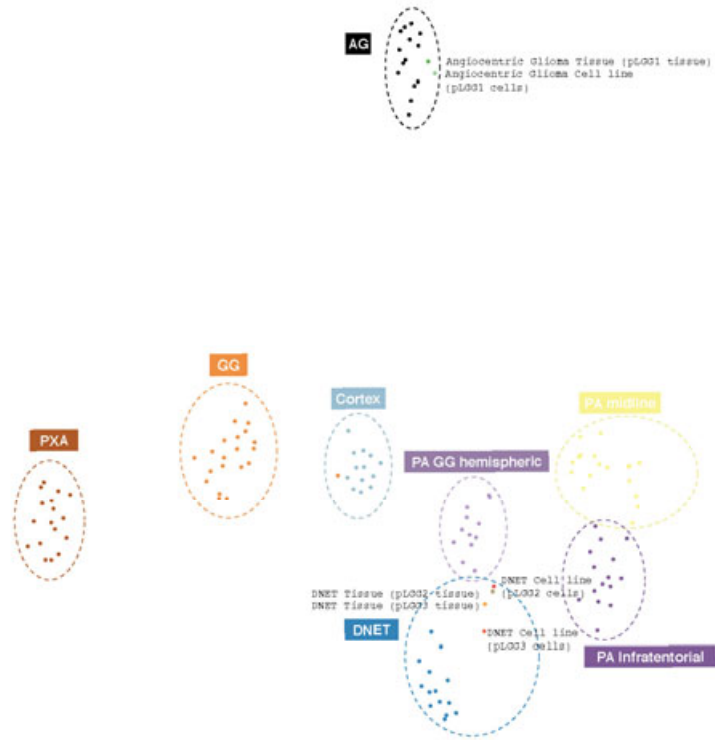 AG
Angiocentric Glioma Tissue (pLGG1 tissue)
Angiocentric Glioma Cell line
(pLGG1 cells)
GG
Cortex
PA midline
PXA
PA GG hemispheric
DNET Cell line
DNET Tissue (pLGG2 tissue)
(pLGG2 cells)
DNET Tissue (pLGG3 tissue)
DNET
DNET Cell line
(pLGG3 cells)
PA Infratentorial